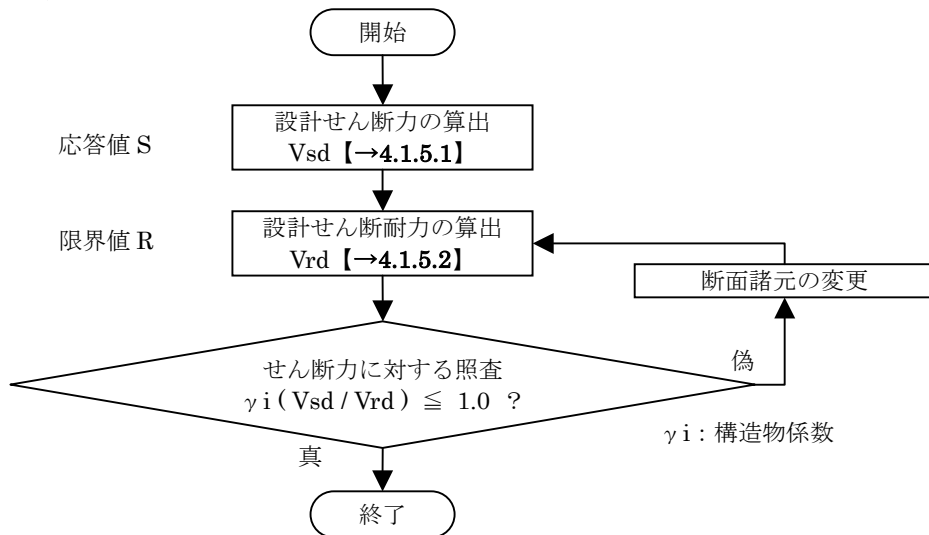 開始
設計せん断力の算出
応答値 S
Vsd【→4.1.5.1】
設計せん断耐力の算出
限界値 R
Vrd【→4.1.5.2】
断面諸元の変更
せん断力に対する照査
偽
γi ( Vsd / Vrd ) ≦ 1.0 ?
γi：構造物係数
真
終了